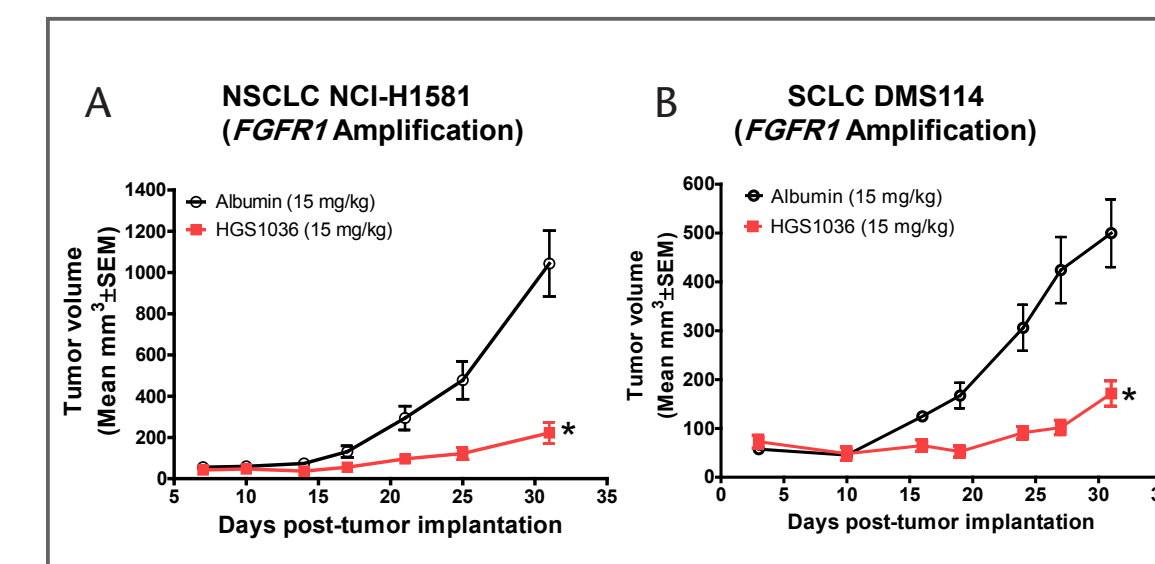 A
NSCLC NCI-H1581
(FGFR1 Amplification)
1400
1200
1000
800
600
400
200
0
Tumor volume
(Mean mm³±SEM)
Albumin (15 mg/kg)
HGS1036 (15 mg/kg)
*
5 10 15 20 25 30 35
Days post-tumor implantation
B
SCLC DMS114
(FGFR1 Amplification)
600
500
400
300
200
100
0
Tumor volume
(Mean mm³±SEM)
Albumin (15 mg/kg)
HGS1036 (15 mg/kg)
*
0 5 10 15 20 25 30
Days post-tumor implantation